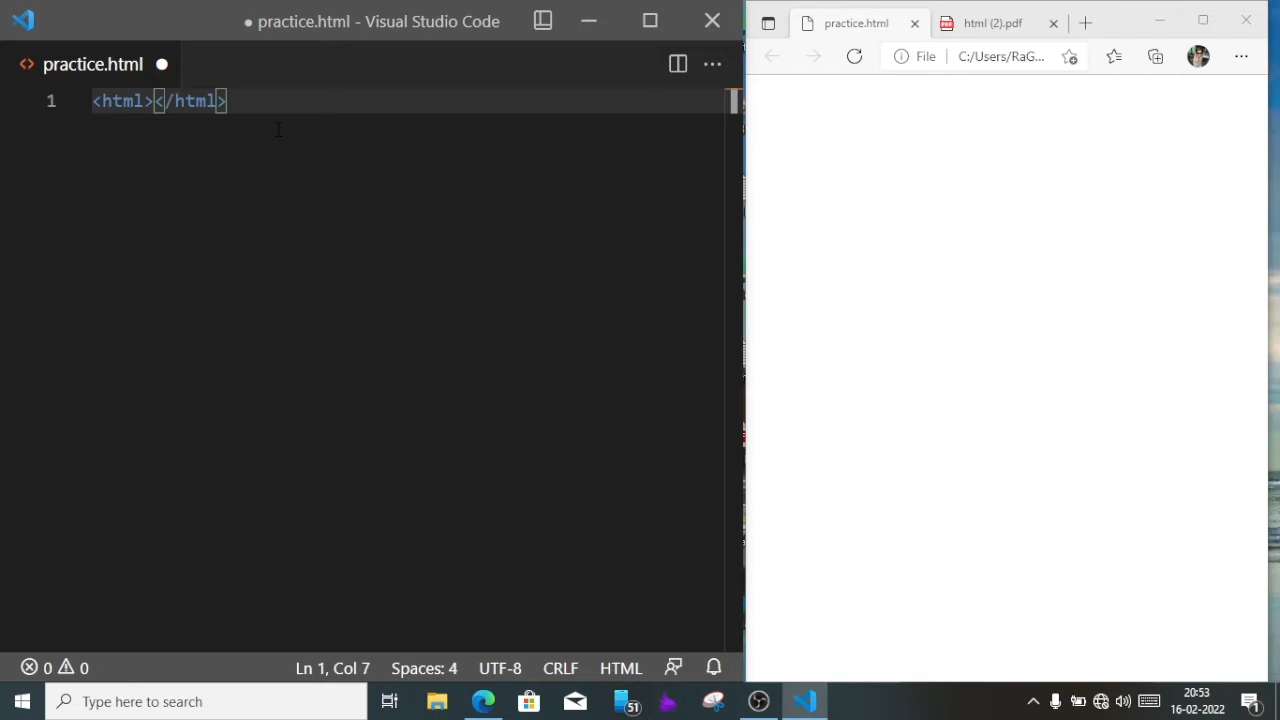 ● practice.html - Visual Studio Code
practice.html
1 <html></html>
0 0 Ln 1, Col 7 Spaces: 4 UTF-8 CRLF HTML
practice.html html (2).pdf
File C:/Users/RaG...
PDF
Type here to search
51
20:53
16-02-2022
1